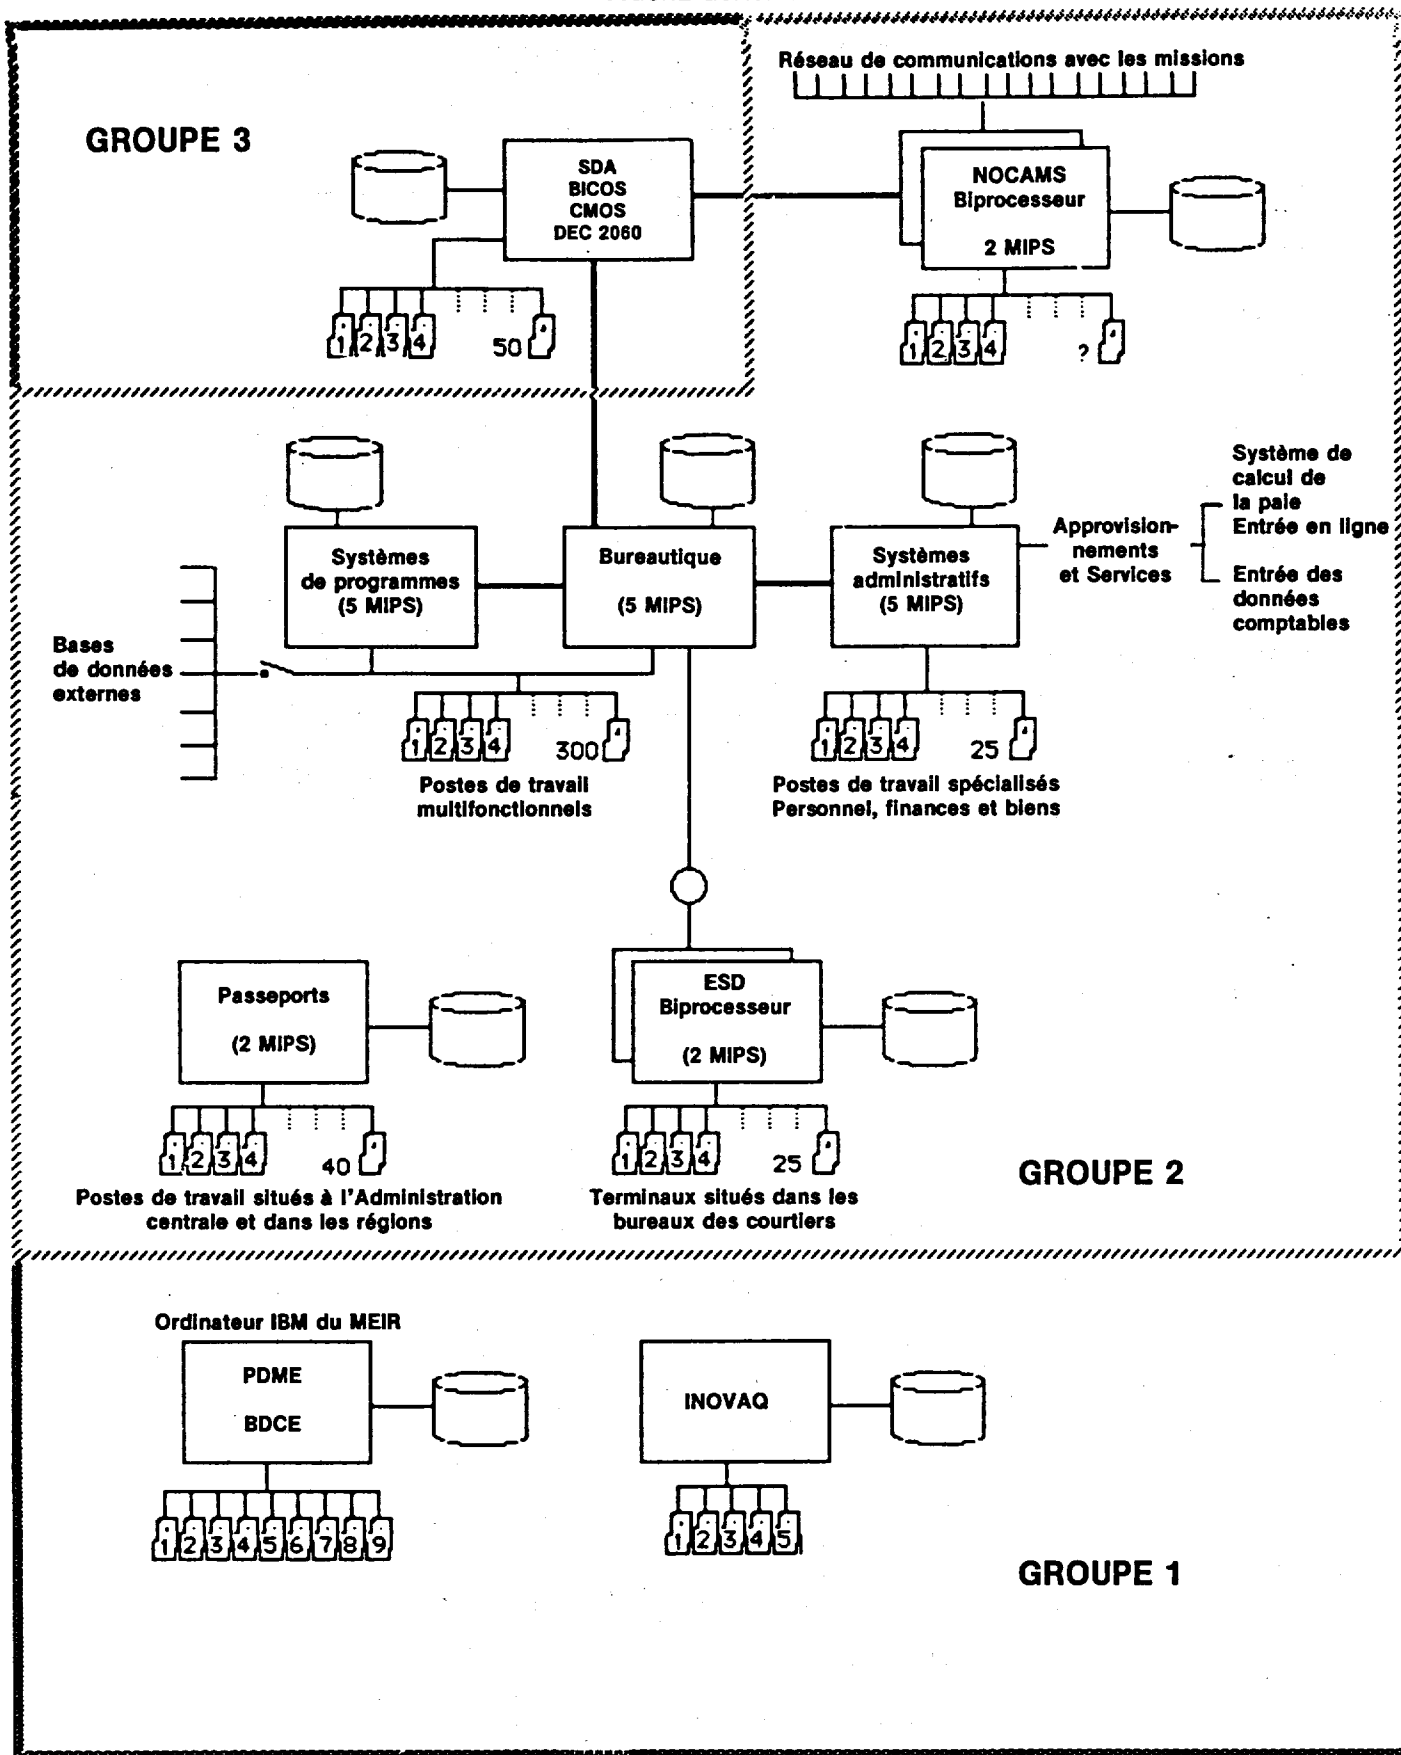 Réseau de communications avec les missions
GROUPE 3
SDA
BICOS
CMOS
DEC 2060
NOCAMS
Biprocesseur
2 MIPS
1 2 3 4 50
1 2 3 4 ?
Système de
calcul de
la paie
Entrée en ligne
Entrée des
données
comptables
Approvision-
nements
et Services
Systèmes
de programmes
(5 MIPS)
Bureautique
(5 MIPS)
Systèmes
administratifs
(5 MIPS)
Bases
de données
externes
1 2 3 4 300
Postes de travail
multifonctionnels
1 2 3 4 25
Postes de travail spécialisés
Personnel, finances et biens
Passeports
(2 MIPS)
ESD
Biprocesseur
(2 MIPS)
1 2 3 4 40
Postes de travail situés à l'Administration
centrale et dans les régions
1 2 3 4 25
Terminaux situés dans les
bureaux des courtiers
GROUPE 2
Ordinateur IBM du MEIR
PDME
BDCE
INOVAQ
1 2 3 4 5 6 7 8 9
1 2 3 4 5
GROUPE 1